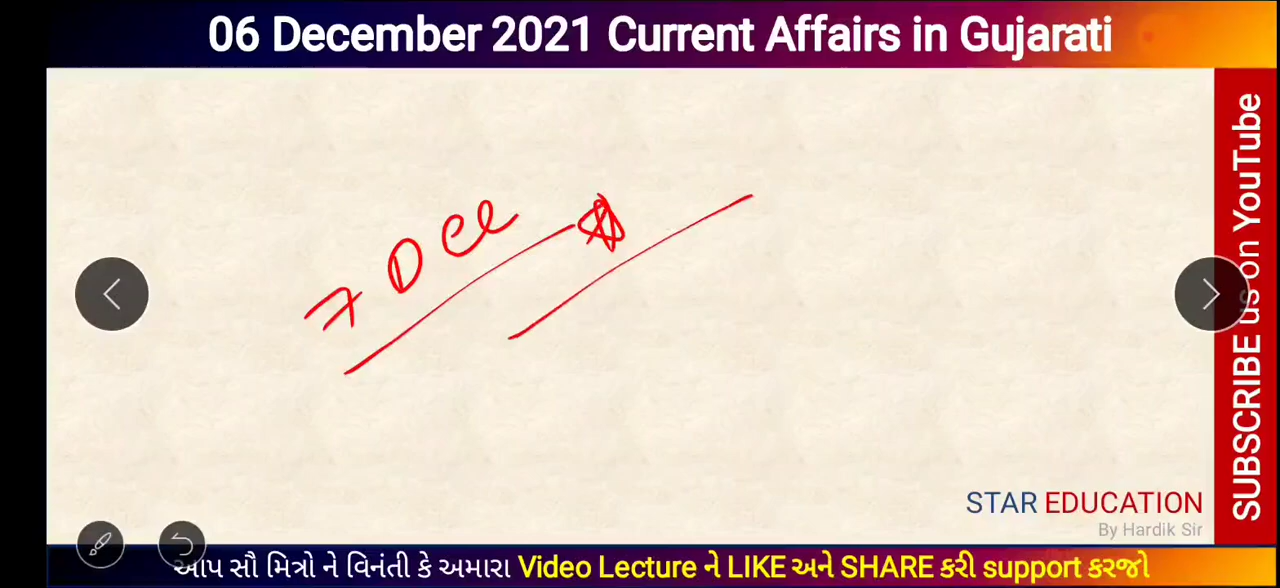 06 December 2021 Current Affairs in Gujarati
7 Dec
SUBSCRIBE us on YouTube
STAR EDUCATION
By Hardik Sir
આપ સૌ મિત્રો ને વિનંતી કે અમારા Video Lecture ને LIKE અને SHARE કરી support કરજો